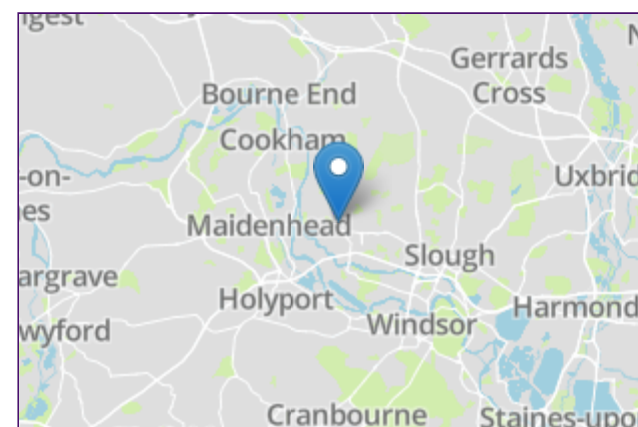 Gerrards
Cross
Bourne End
Cookham
-on-
Uxbrid
es
Maidenhead
Slough
argrave
Holyport
Harmond
wyford
Windsor
Cranbourne
Staines-upo